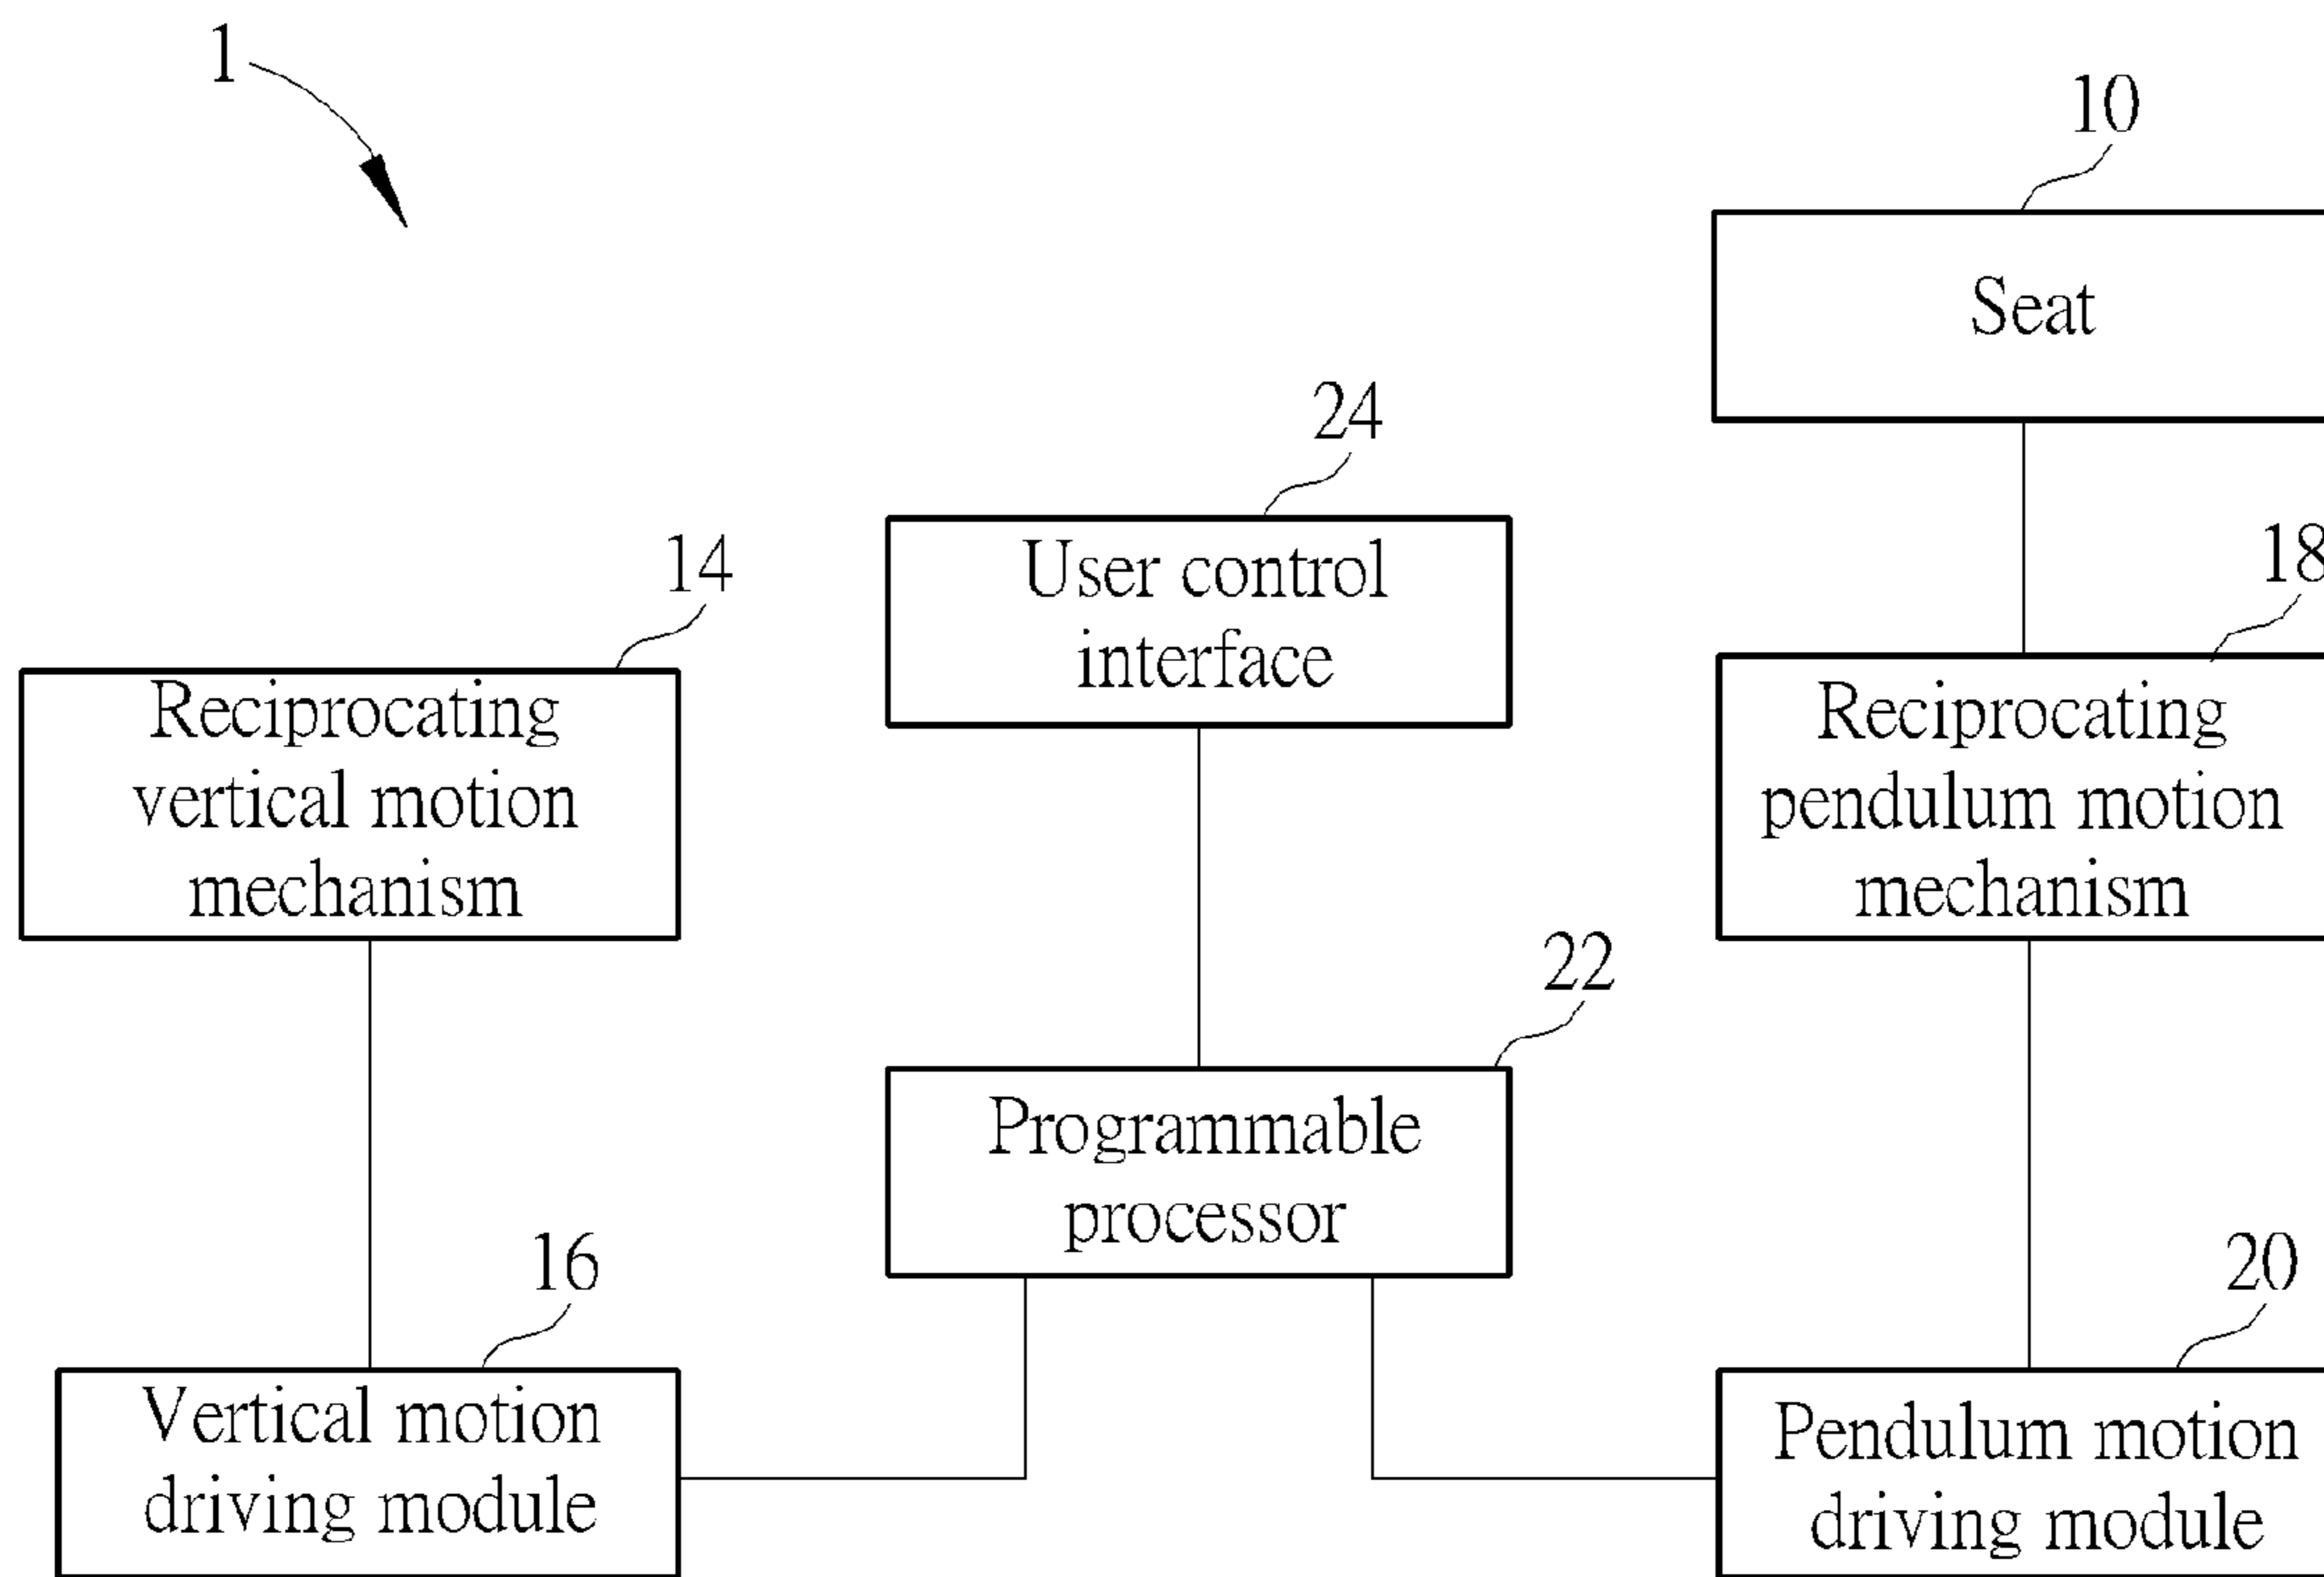 1
10
Seat
24
User control
interface
14
Reciprocating
vertical motion
mechanism
18
Reciprocating
pendulum motion
mechanism
22
Programmable
processor
16
Vertical motion
driving module
20
Pendulum motion
driving module